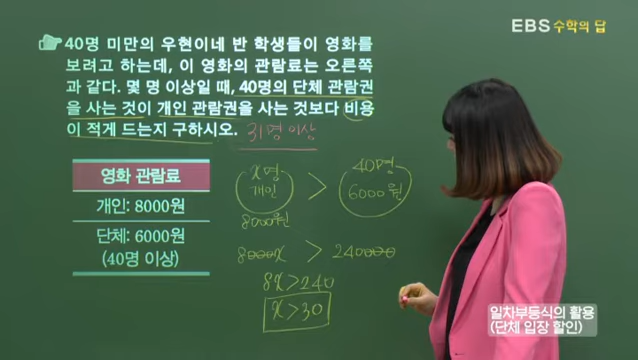 EBS 수학의 답
40명 미만의 우현이네 반 학생들이 영화를
보려고 하는데, 이 영화의 관람료는 오른쪽
과 같다. 몇 명 이상일 때, 40명의 단체 관람권
을 사는 것이 개인 관람권을 사는 것보다 비용
이 적게 드는지 구하시오. 31명 이상
영화 관람료
개인: 8000원
단체: 6000원
(40명 이상)
x명
개인
8000원
>
40명
6000원
8000x > 240000
8x>240
x>30
일차부등식의 활용
(단체 입장 할인)